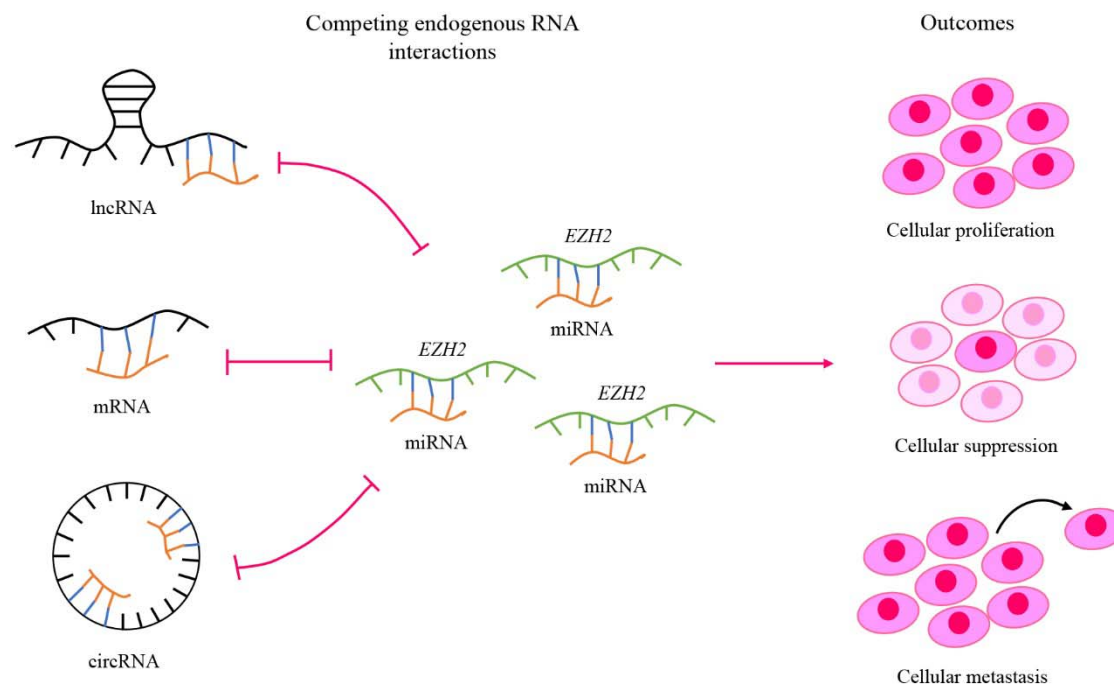 Competing endogenous RNA
interactions
Outcomes
lncRNA
mRNA
circRNA
EZH2
miRNA
EZH2
miRNA
EZH2
miRNA
Cellular proliferation
Cellular suppression
Cellular metastasis